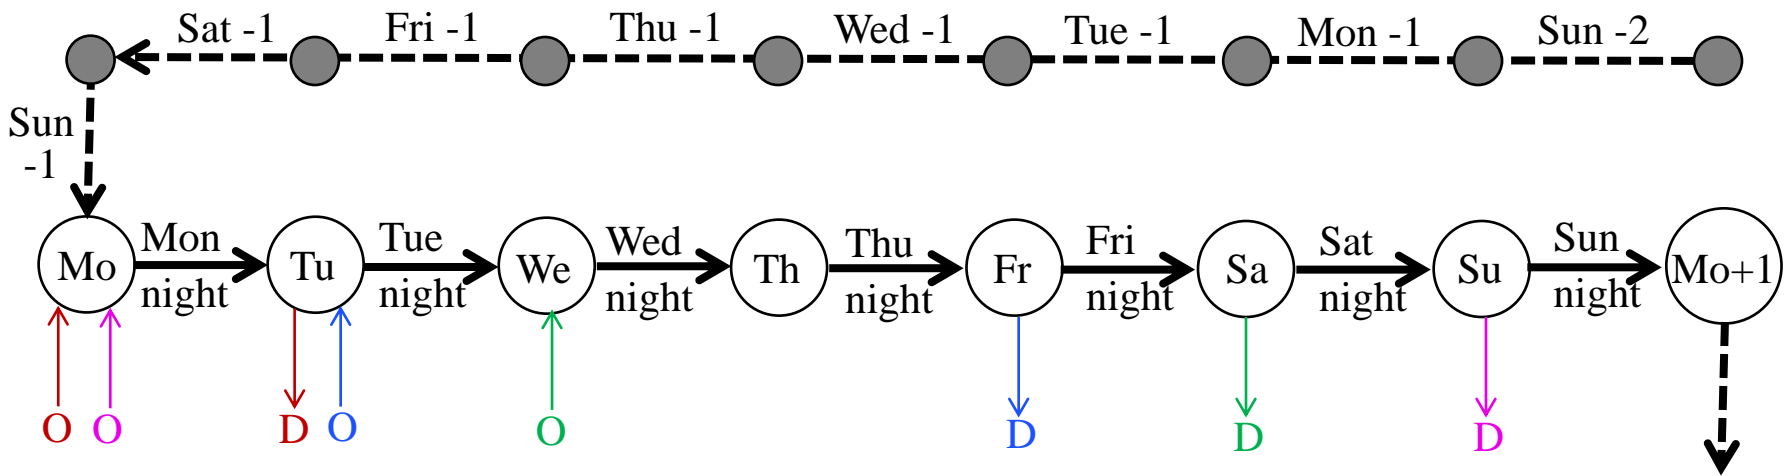 Sat -1
Fri -1
Thu -1
Wed -1
Tue -1
Mon -1
Sun -2
Sun
-1
Mo
Mon
night
Tu
Tue
night
We
Wed
night
Th
Thu
night
Fr
Fri
night
Sa
Sat
night
Su
Sun
night
Mo+1
O
O
D
O
O
D
D
D